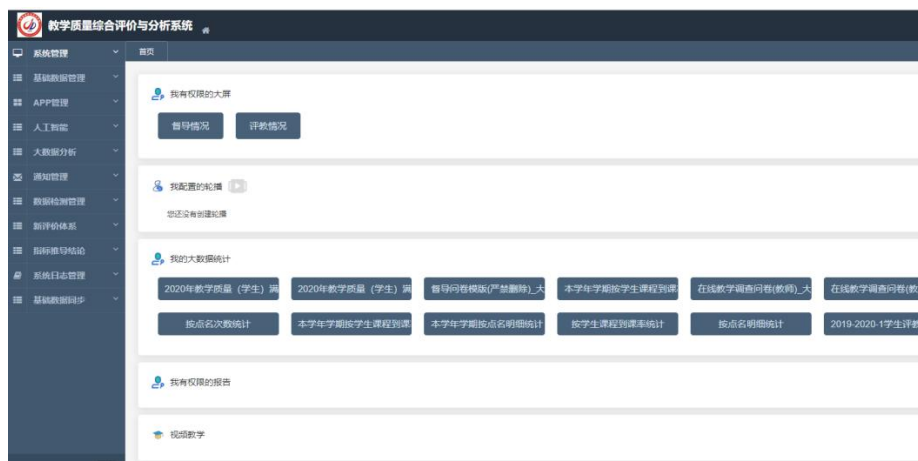 教学质量综合评价与分析系统
系统管理
首页
基础数据管理
APP管理
人工智能
大数据分析
通知管理
数据检测管理
新评价体系
指标推导结论
系统日志管理
基础数据同步
我有权限的大屏
督导情况
评教情况
我配置的轮播
您还没有创建轮播
我的大数据统计
2020年教学质量（学生）满
2020年教学质量（学生）满
督导问卷模版(严禁删除)_大
本学年学期按学生课程到课
在线教学调查问卷(教师)_大
在线教学调查问卷(教
按点名次数统计
本学年学期按学生课程到课
本学年学期按点名明细统计
按学生课程到课率统计
按点名明细统计
2019-2020-1学生评教
我有权限的报告
视频教学